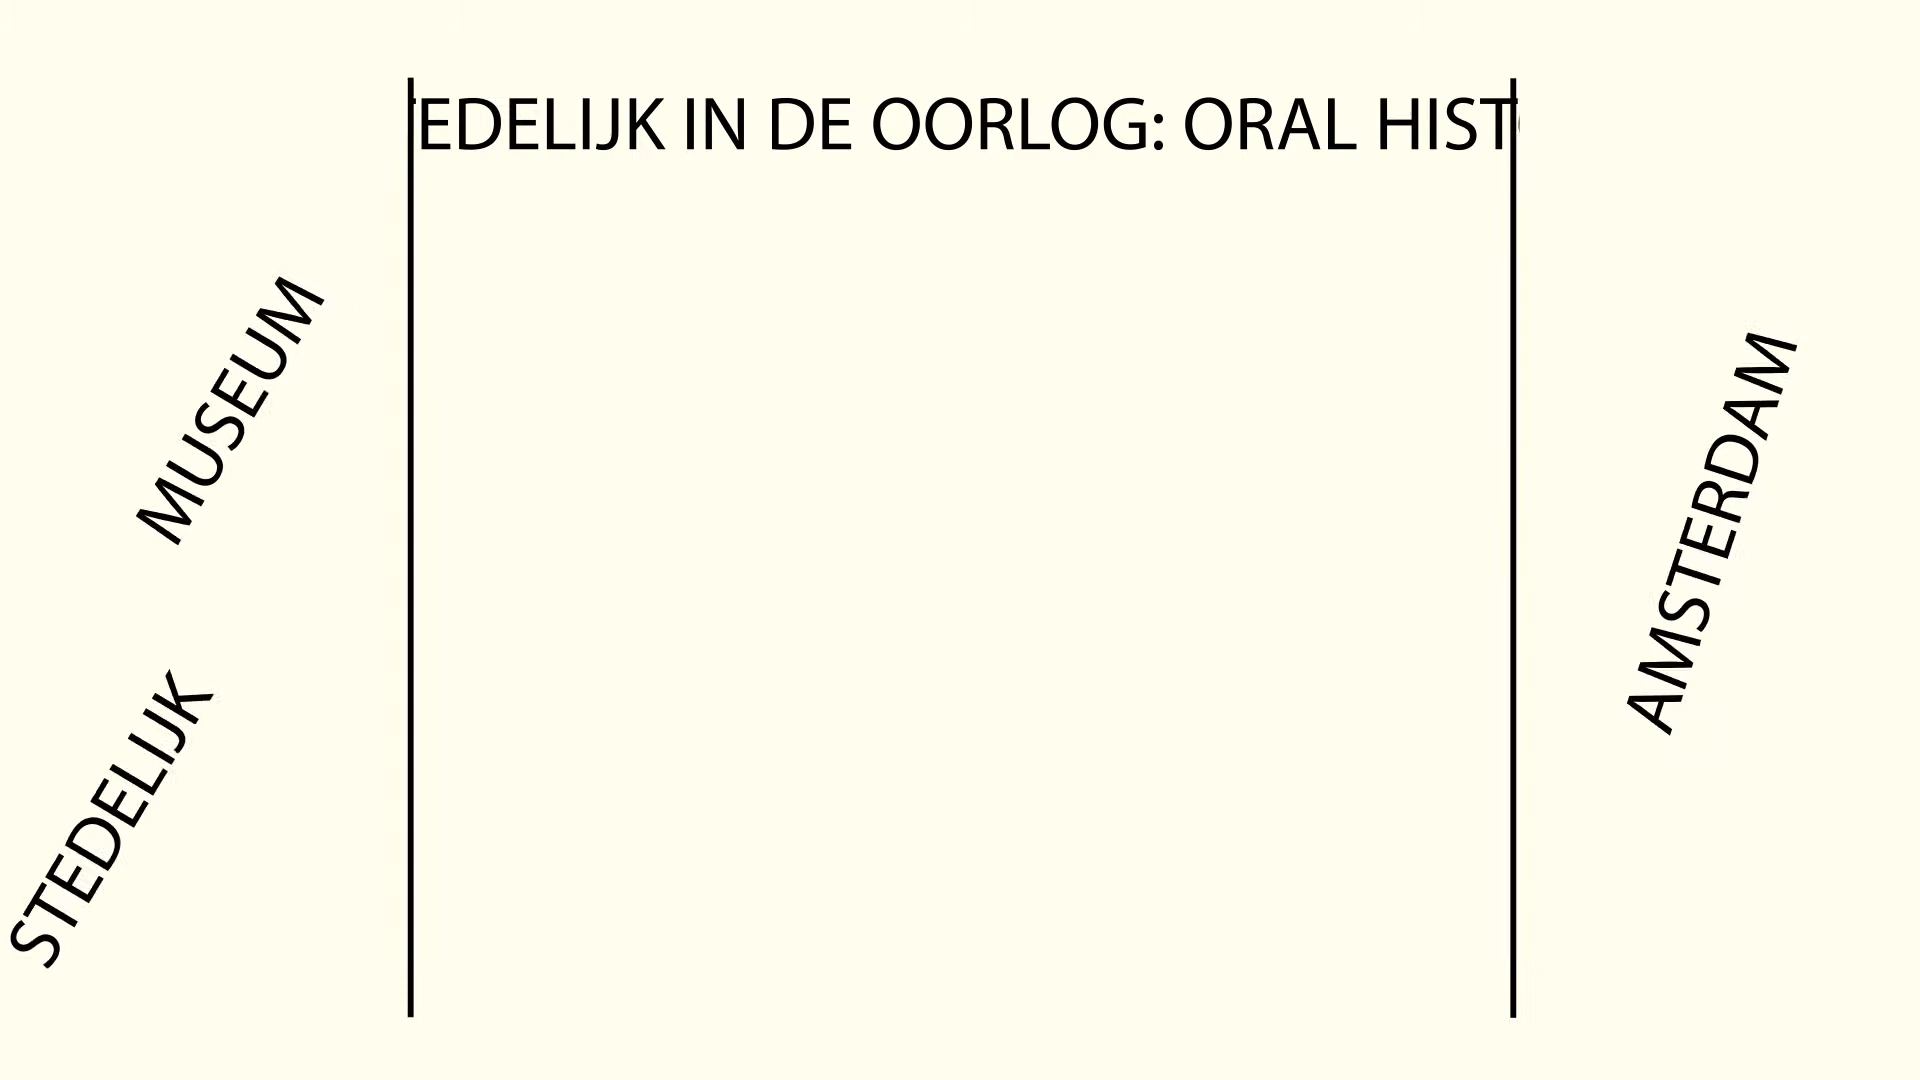 EDELIJK IN DE OORLOG: ORAL HIST
MUSEUM
STEDELIJK
AMSTERDAM